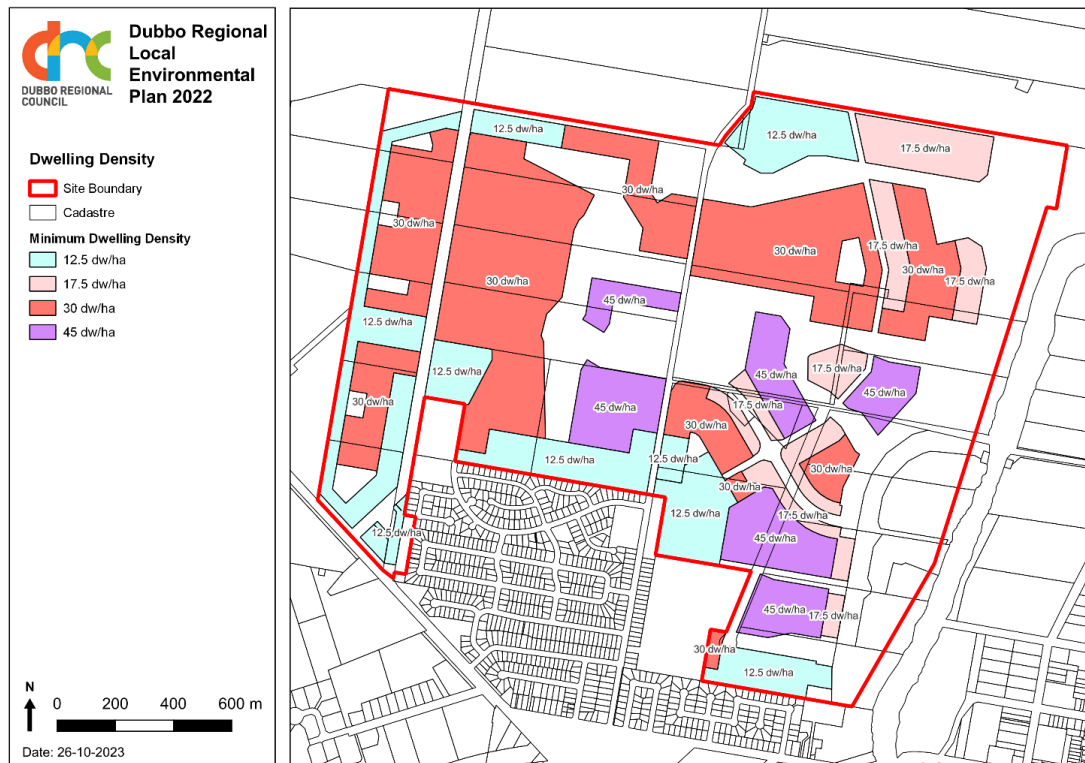 dhc
DUBBO REGIONAL
COUNCIL
Dubbo Regional
Local
Environmental
Plan 2022
Dwelling Density
Site Boundary
Cadastre
Minimum Dwelling Density
12.5 dw/ha
17.5 dw/ha
30 dw/ha
45 dw/ha
N
0 200 400 600 m
Date: 26-10-2023
12.5 dw/ha
12.5 dw/ha
17.5 dw/ha
30 dw/ha
30 dw/ha
17.5 dw/ha
30 dw/ha
30 dw/ha
17.5 dw/ha
30 dw/ha
45 dw/ha
12.5 dw/ha
17.5 dw/ha
12.5 dw/ha
45 dw/ha
45 dw/ha
30 dw/ha
45 dw/ha
17.5 dw/ha
30 dw/ha
12.5 dw/ha
12.5 dw/ha
30 dw/ha
30 dw/ha
12.5 dw/ha
17.5 dw/ha
12.5 dw/ha
45 dw/ha
45 dw/ha
17.5 dw/ha
30 dw/ha
12.5 dw/ha